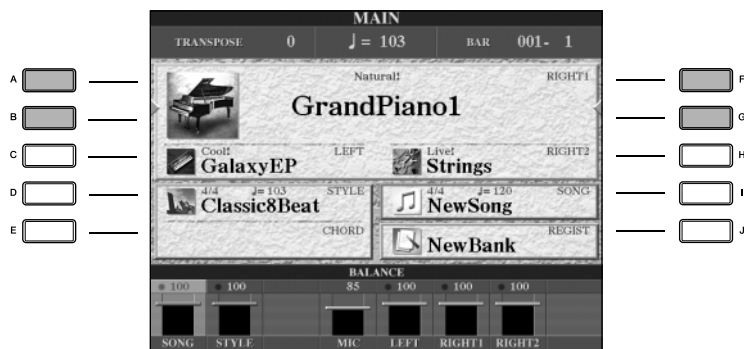 MAIN
TRANSPOSE 0 ♩= 103 BAR 001- 1
A
Natural! RIGHT1
F
GrandPiano1
B
G
Cool! LEFT Live! RIGHT2
C
GalaxyEP Strings
H
4/4 ♩= 103 STYLE 4/4 ♩= 120 SONG
D
Classic8Beat NewSong
I
CHORD REGIST
E
NewBank
J
BALANCE
100 100 85 100 100 100
SONG STYLE MIC LEFT RIGHT1 RIGHT2